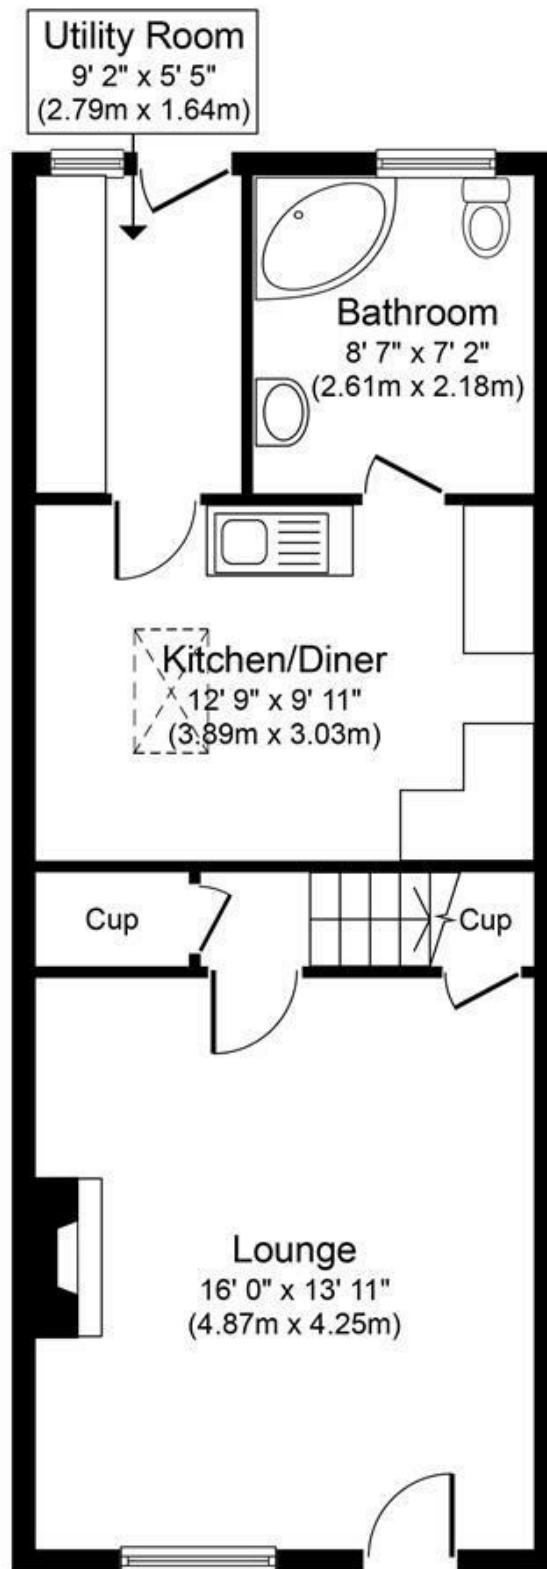 Utility Room
9' 2" x 5' 5"
(2.79m x 1.64m)
Bathroom
8' 7" x 7' 2"
(2.61m x 2.18m)
Kitchen/Diner
12' 9" x 9' 11"
(3.89m x 3.03m)
Cup
Cup
Lounge
16' 0" x 13' 11"
(4.87m x 4.25m)